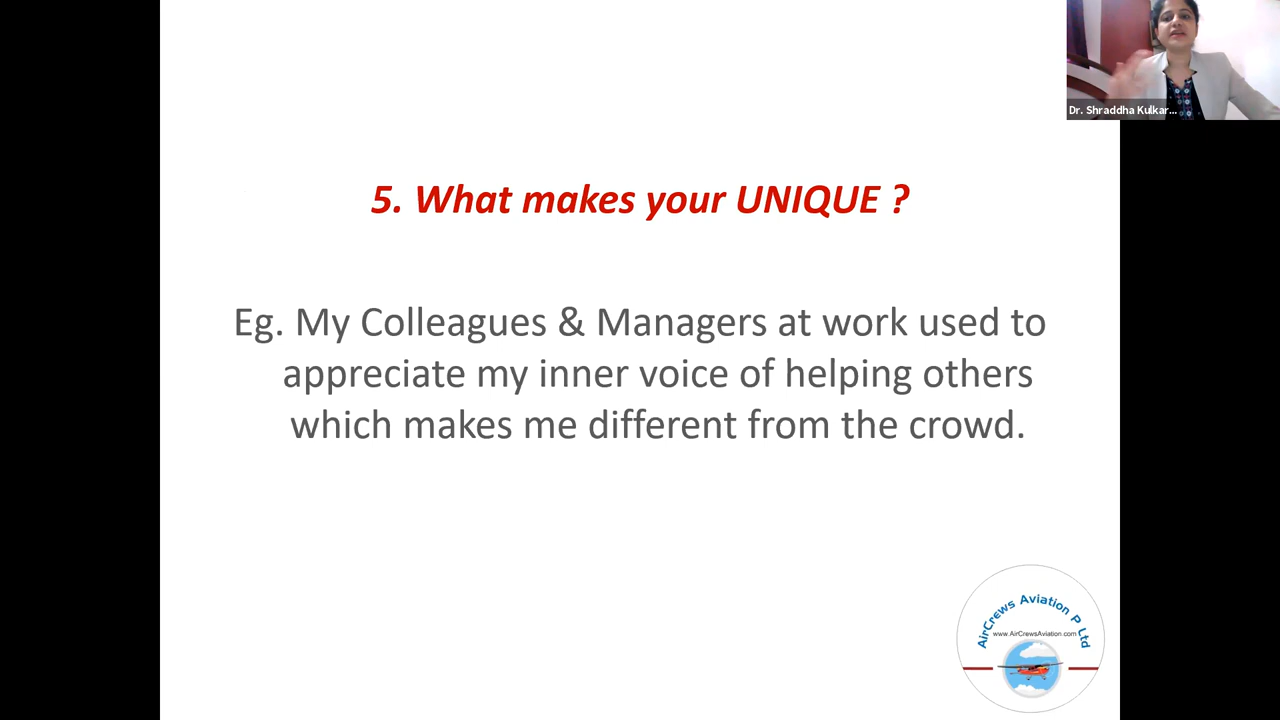 Dr. Shraddha Kulkar...
5. What makes your UNIQUE ?
Eg. My Colleagues & Managers at work used to
appreciate my inner voice of helping others
which makes me different from the crowd.
AirCrews Aviation P Ltd
www.AirCrewsAviation.com